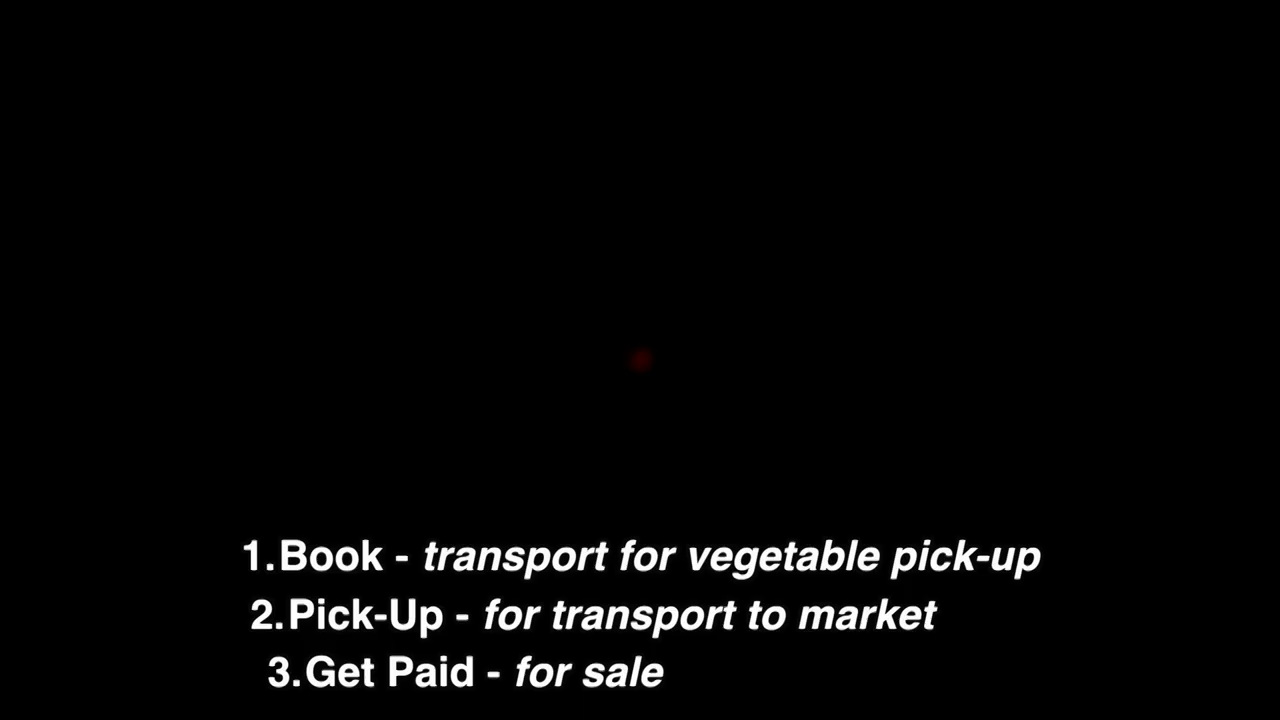 1.Book - transport for vegetable pick-up
2.Pick-Up - for transport to market
3.Get Paid - for sale